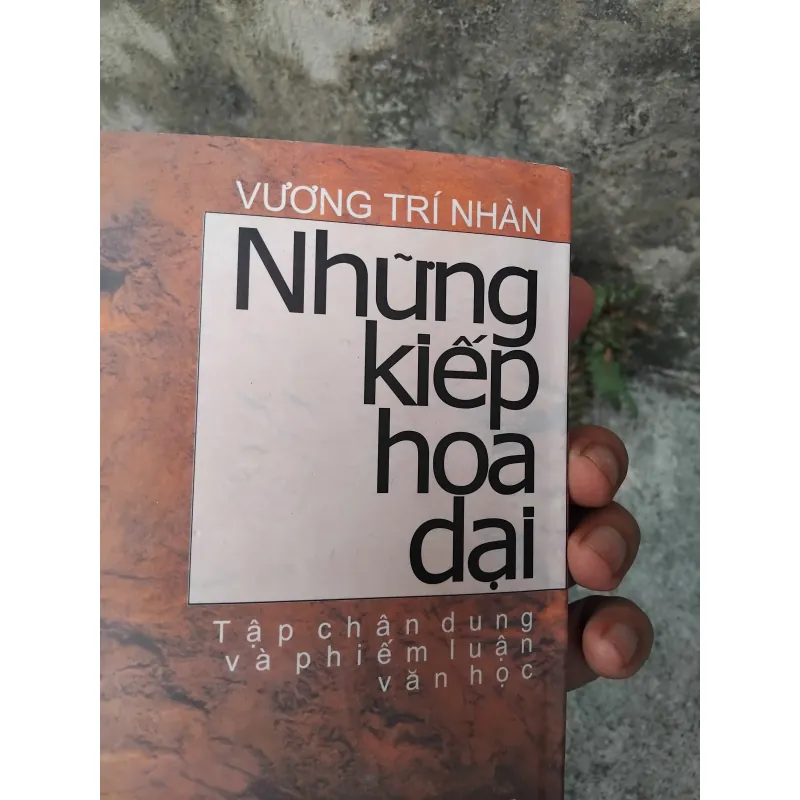 VƯƠNG TRÍ NHÀN
Những
kiếp
hoa
dại
Tập chân dung
và phiếm luận
văn học